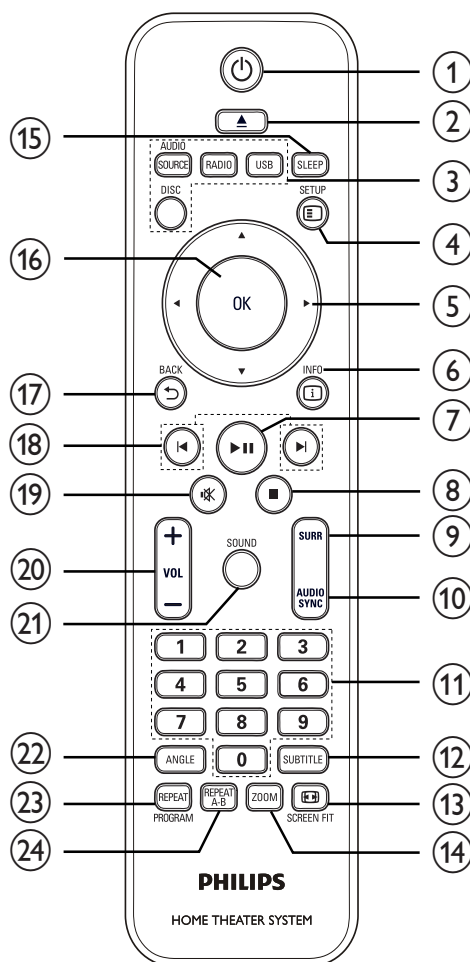 1
2
15
AUDIO
SOURCE RADIO USB SLEEP
3
DISC SETUP
4
16
OK
5
BACK INFO
6
17
i
7
18
8
19
SURR
9
20
VOL
SOUND
AUDIO
SYNC
10
21
1 2 3
4 5 6
11
7 8 9
22
ANGLE 0 SUBTITLE
12
23
REPEAT REPEAT
A-B ZOOM
13
PROGRAM SCREEN FIT
24
14
PHILIPS
HOME THEATER SYSTEM